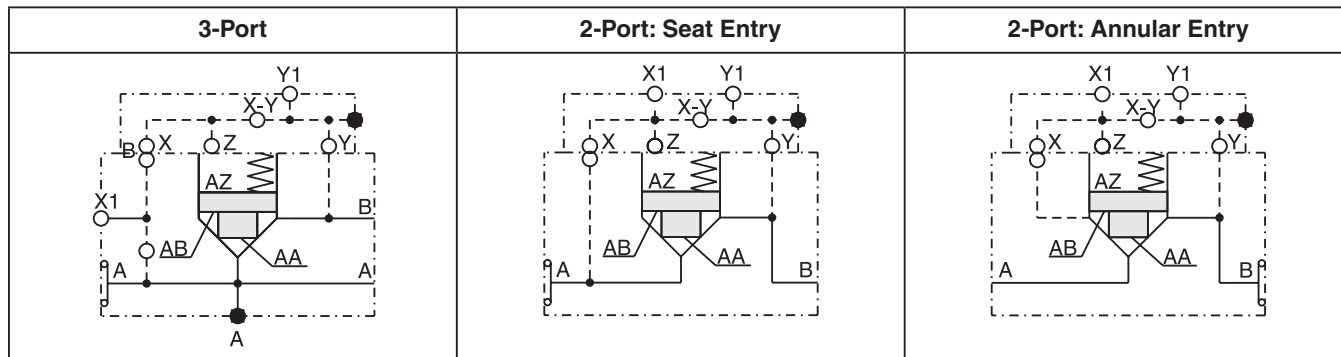 3-Port
2-Port: Seat Entry
2-Port: Annular Entry
Y1
X-Y
B
X
Z
Y
AZ
X1
B
AB
AA
A
A
A
X1
Y1
X-Y
X
Z
Y
AZ
AB
AA
A
B
X1
Y1
X-Y
X
Z
Y
AZ
AB
AA
A
B